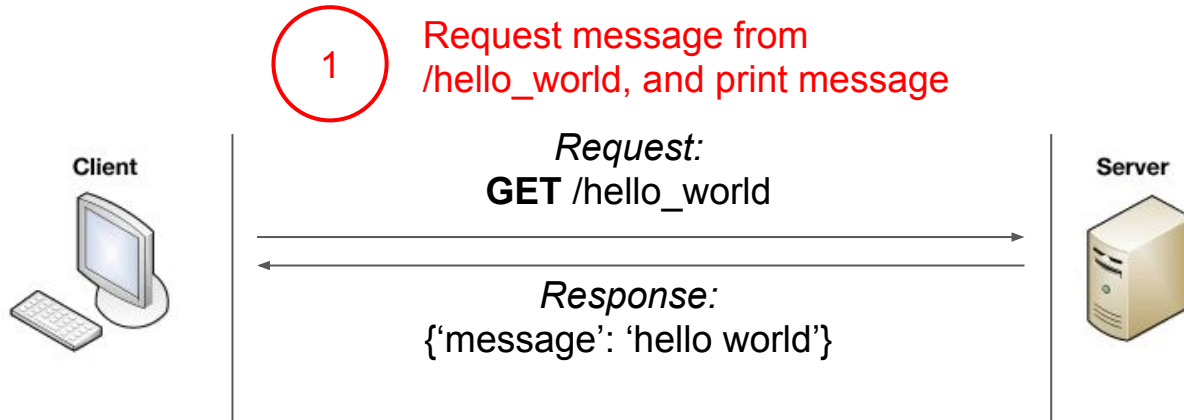 1
Request message from
/hello_world, and print message
Client
Request:
GET /hello_world
Server
Response:
{‘message’: ‘hello world’}